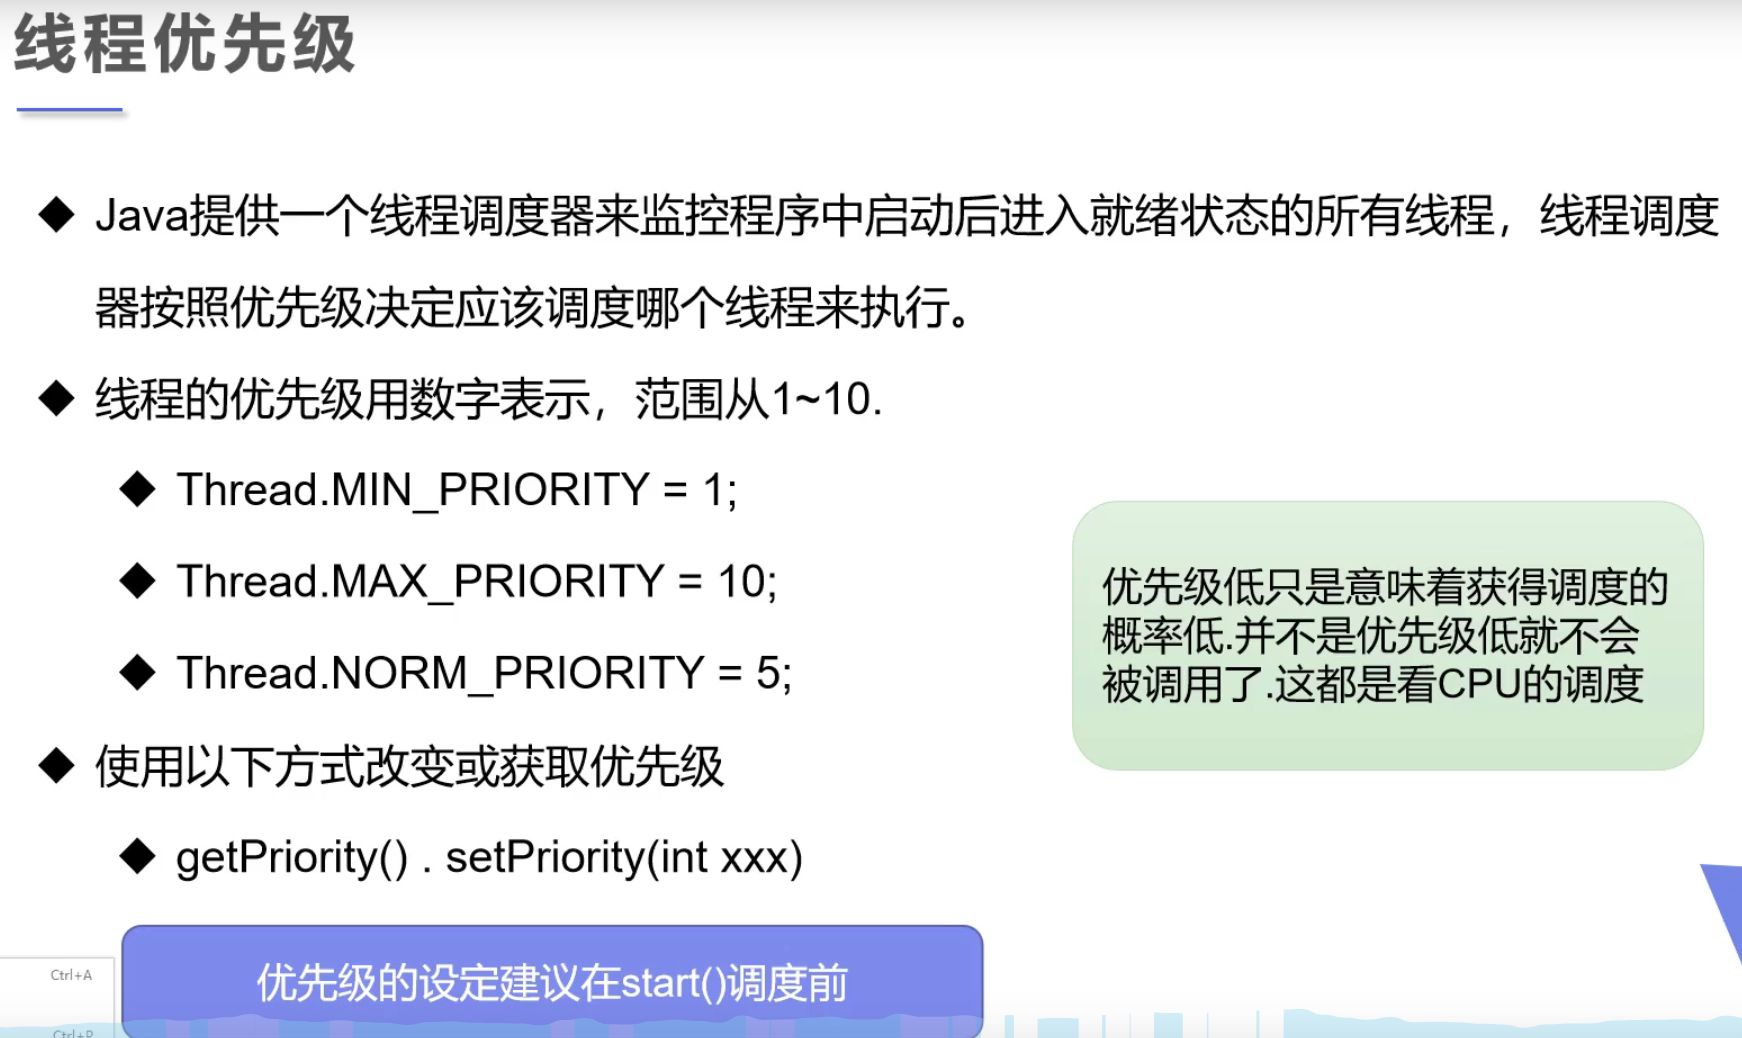 线程优先级
Java提供一个线程调度器来监控程序中启动后进入就绪状态的所有线程，线程调度
器按照优先级决定应该调度哪个线程来执行。
线程的优先级用数字表示，范围从1~10.
Thread.MIN_PRIORITY = 1;
Thread.MAX_PRIORITY = 10;
Thread.NORM_PRIORITY = 5;
优先级低只是意味着获得调度的
概率低.并不是优先级低就不会
被调用了.这都是看CPU的调度
使用以下方式改变或获取优先级
getPriority() . setPriority(int xxx)
优先级的设定建议在start()调度前
Ctrl+A
Ctrl+P